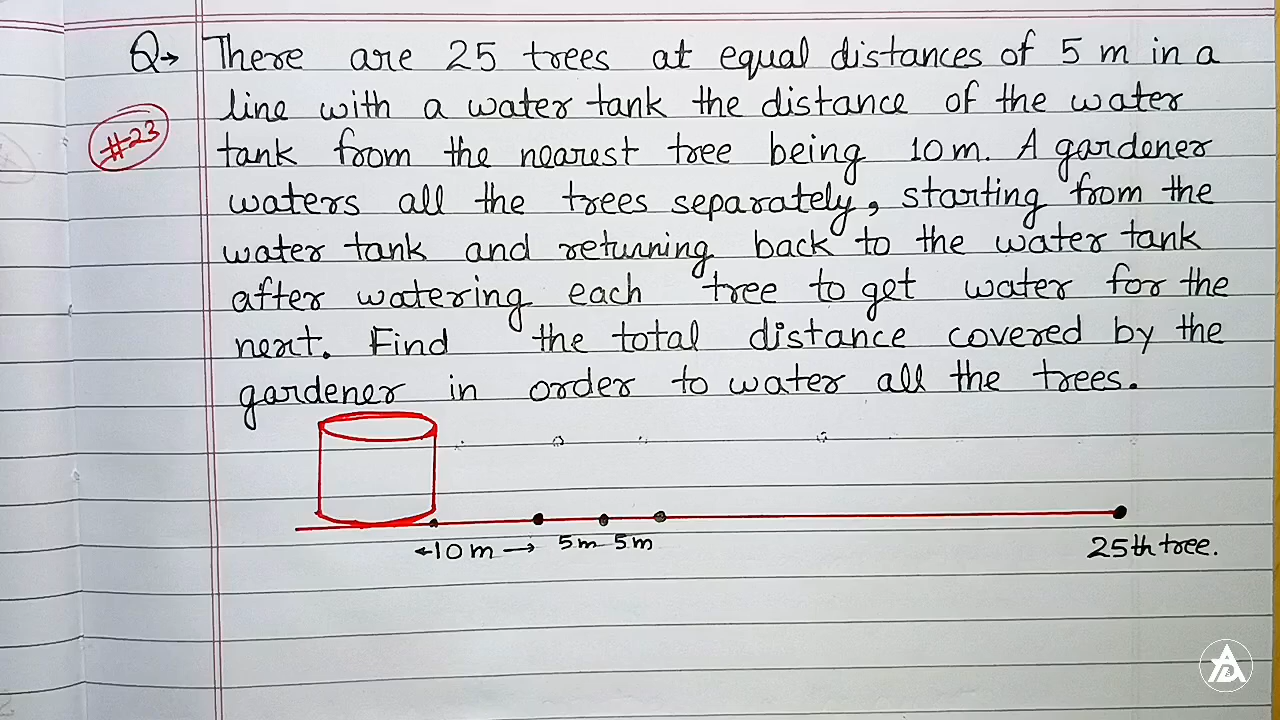 Q→ There are 25 trees at equal distances of 5 m in a
#23
line with a water tank the distance of the water
tank from the nearest tree being 10 m. A gardener
waters all the trees separately, starting from the
water tank and returning back to the water tank
after watering each tree to get water for the
next. Find the total distance covered by the
gardener in order to water all the trees.
←10 m→ 5m 5m
25th tree.